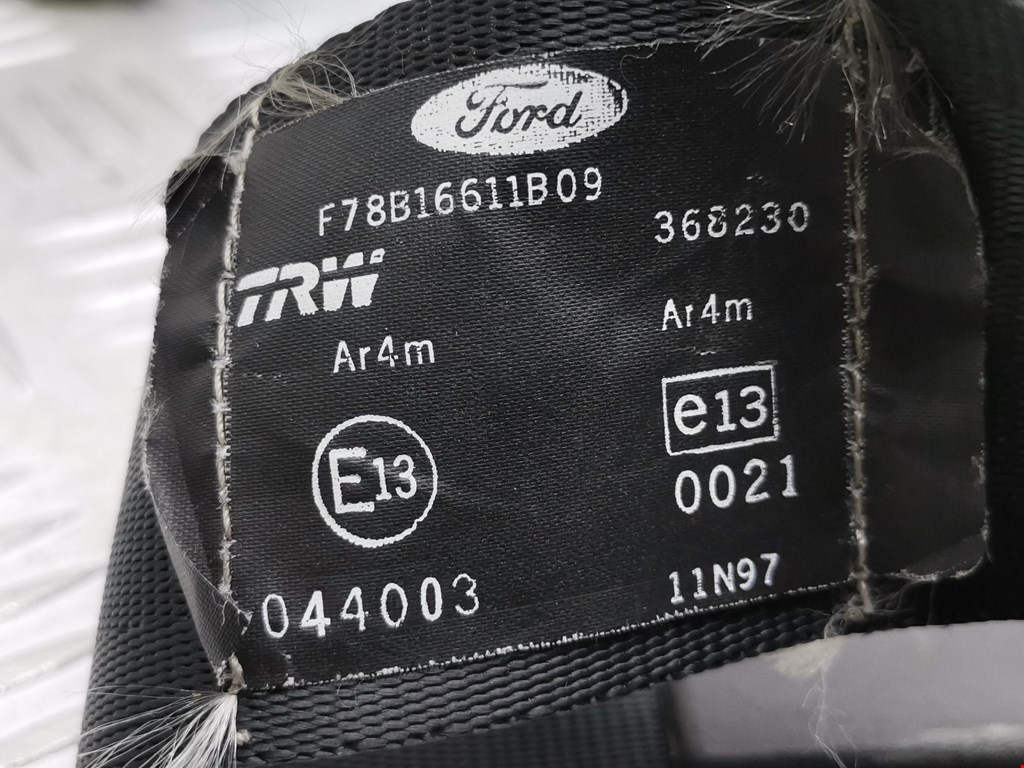 Ford
F78B16611B09
368230
TRW
Ar4m
Ar4m
E13
e13
0021
044003
11N97